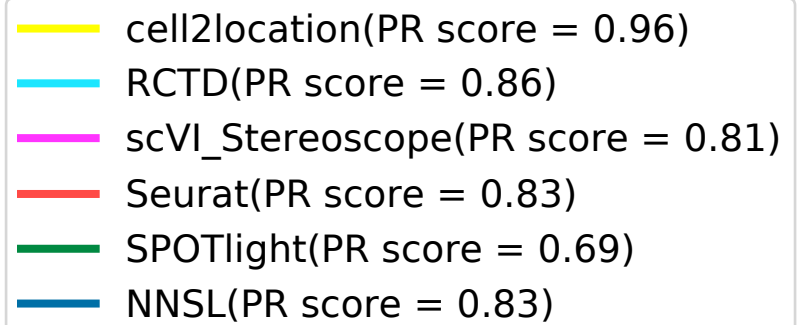 cell2location(PR score = 0.96)
RCTD(PR score = 0.86)
scVI_Stereoscope(PR score = 0.81)
Seurat(PR score = 0.83)
SPOTlight(PR score = 0.69)
NNSL(PR score = 0.83)